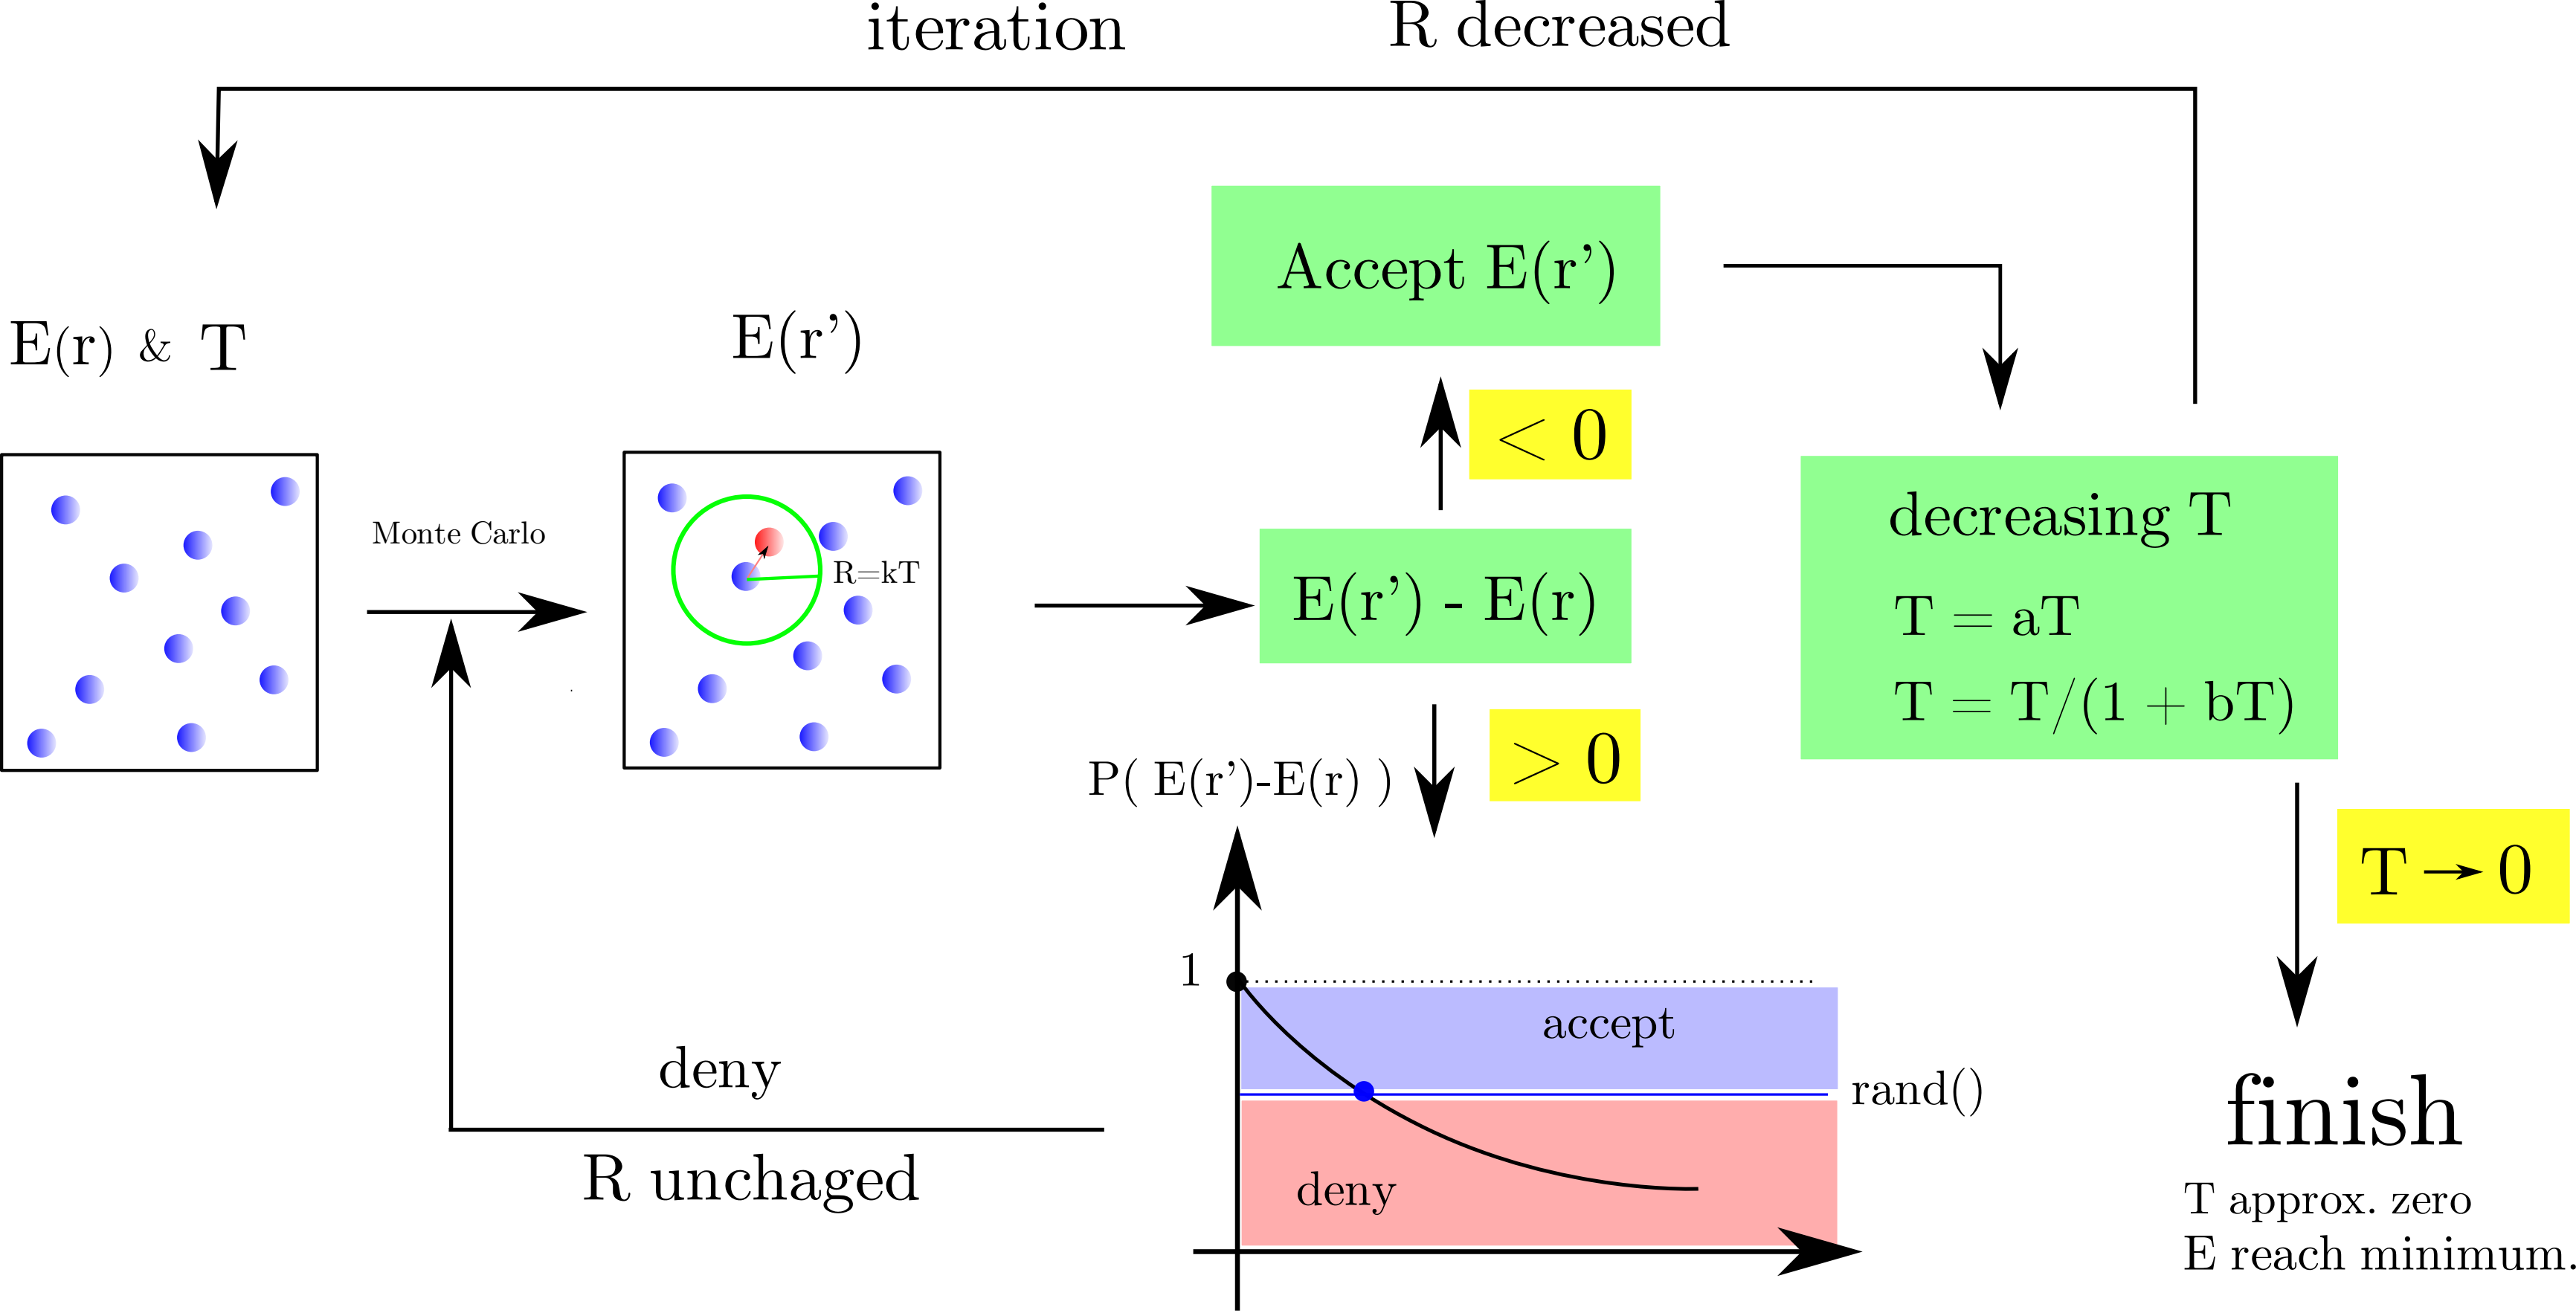 iteration
R decreased
E(r) & T
E(r')
Accept E(r')
< 0
Monte Carlo
R=kT
E(r') - E(r)
decreasing T
T = aT
T = T/(1 + bT)
> 0
P( E(r')-E(r) )
T → 0
1
accept
rand()
deny
deny
R unchaged
finish
T approx. zero
E reach minimum.